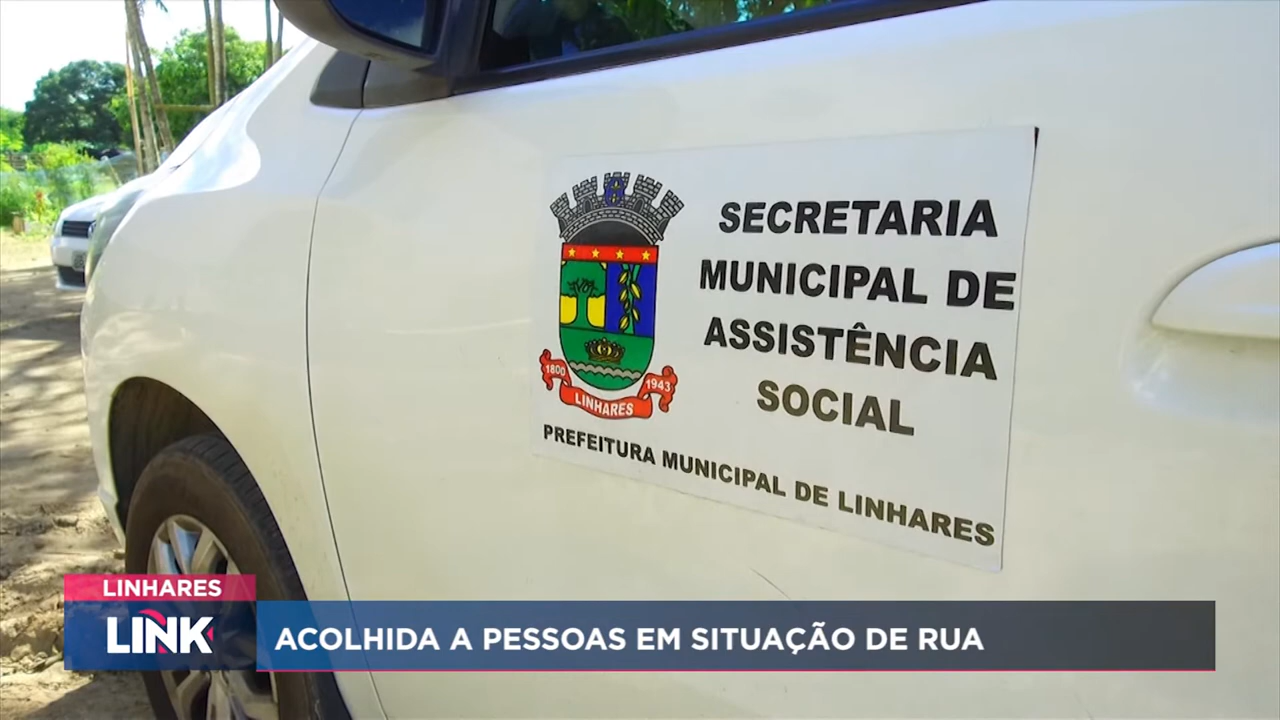 SECRETARIA
MUNICIPAL DE
ASSISTÊNCIA
SOCIAL
1800
1943
LINHARES
PREFEITURA MUNICIPAL DE LINHARES
LINHARES
LINK
ACOLHIDA A PESSOAS EM SITUAÇÃO DE RUA